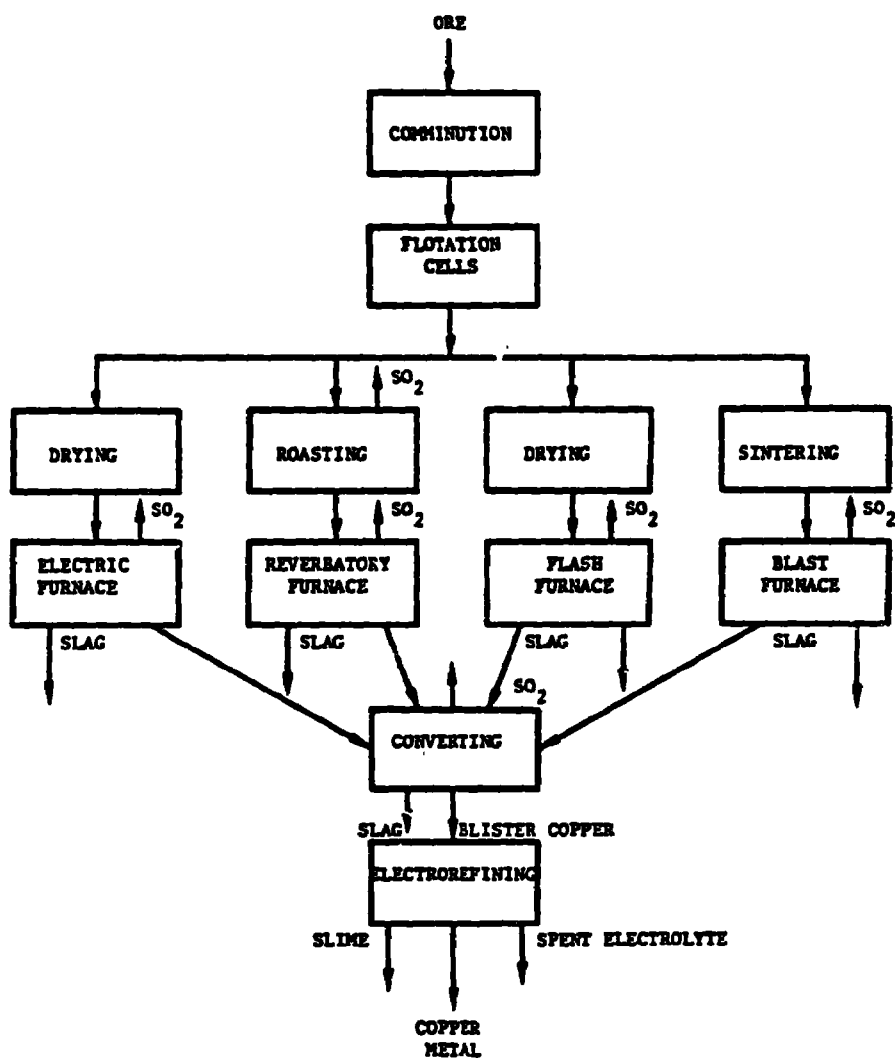 ORE
COMMINUTION
FLOTATION
CELLS
SO2
DRYING
ROASTING
DRYING
SINTERING
SO2
SO2
SO2
SO2
ELECTRIC
FURNACE
REVERBATORY
FURNACE
FLASH
FURNACE
BLAST
FURNACE
SLAG
SLAG
SLAG
SLAG
SO2
CONVERTING
SLAG
BLISTER COPPER
ELECTROREFINING
SLIME
SPENT ELECTROLYTE
COPPER
METAL